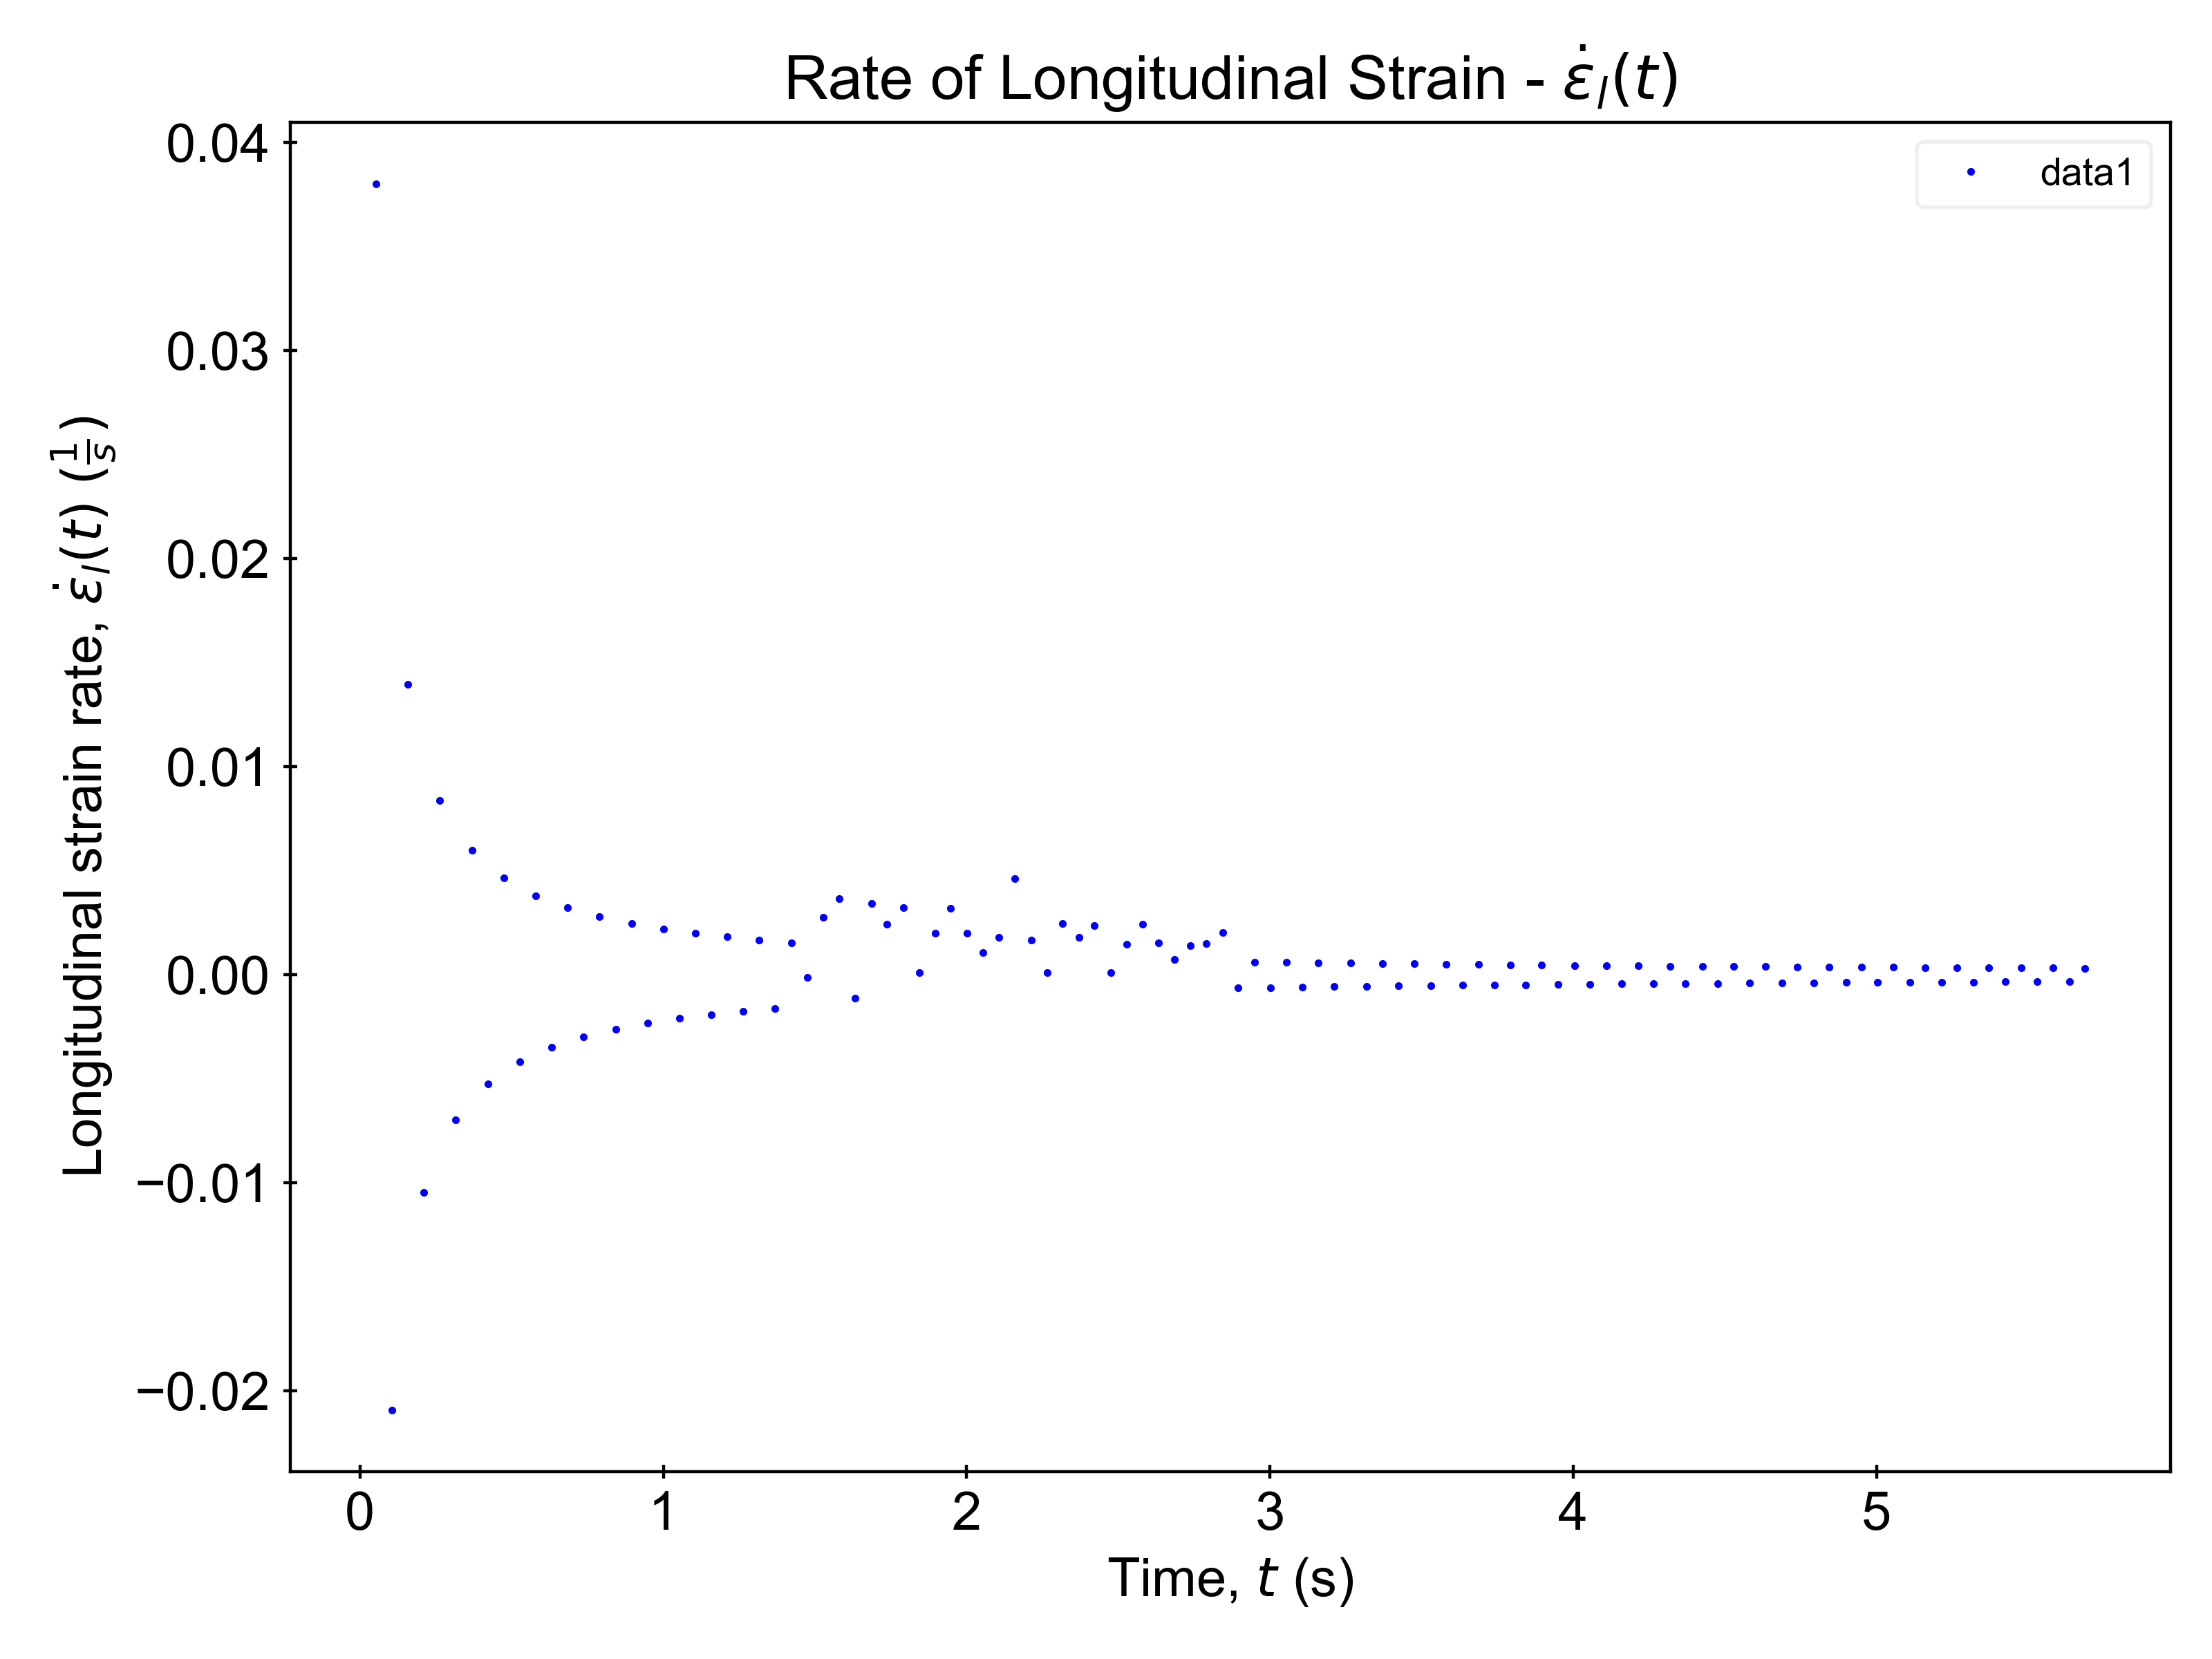 Rate of Longitudinal Strain - ε̇ₗ(t)
data1
Longitudinal strain rate, ε̇ₗ(t) (1/s)
0.04
0.03
0.02
0.01
0.00
−0.01
−0.02
0 1 2 3 4 5
Time, t (s)